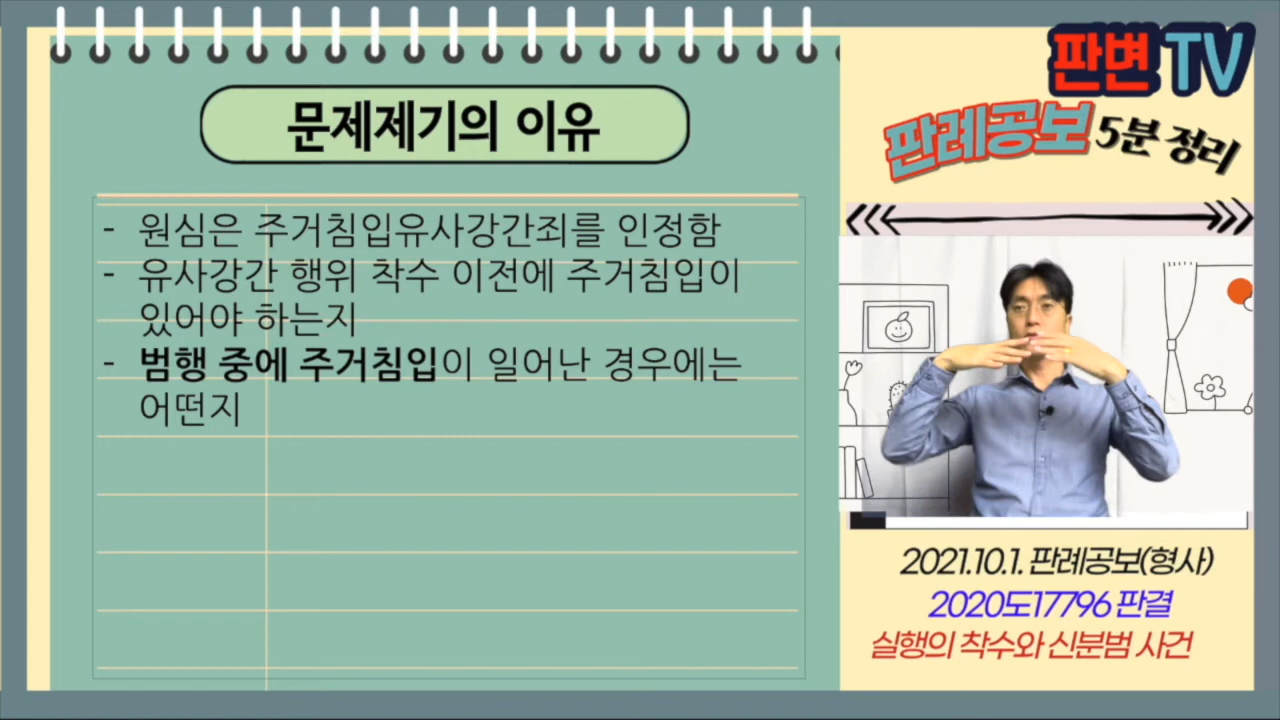 문제제기의 이유
- 원심은 주거침입유사강간죄를 인정함
- 유사강간 행위 착수 이전에 주거침입이
있어야 하는지
- 범행 중에 주거침입이 일어난 경우에는
어떤지
판변 TV
판례공보 5분 정리
2021.10.1. 판례공보(형사)
2020도17796 판결
실행의 착수와 신분범 사건